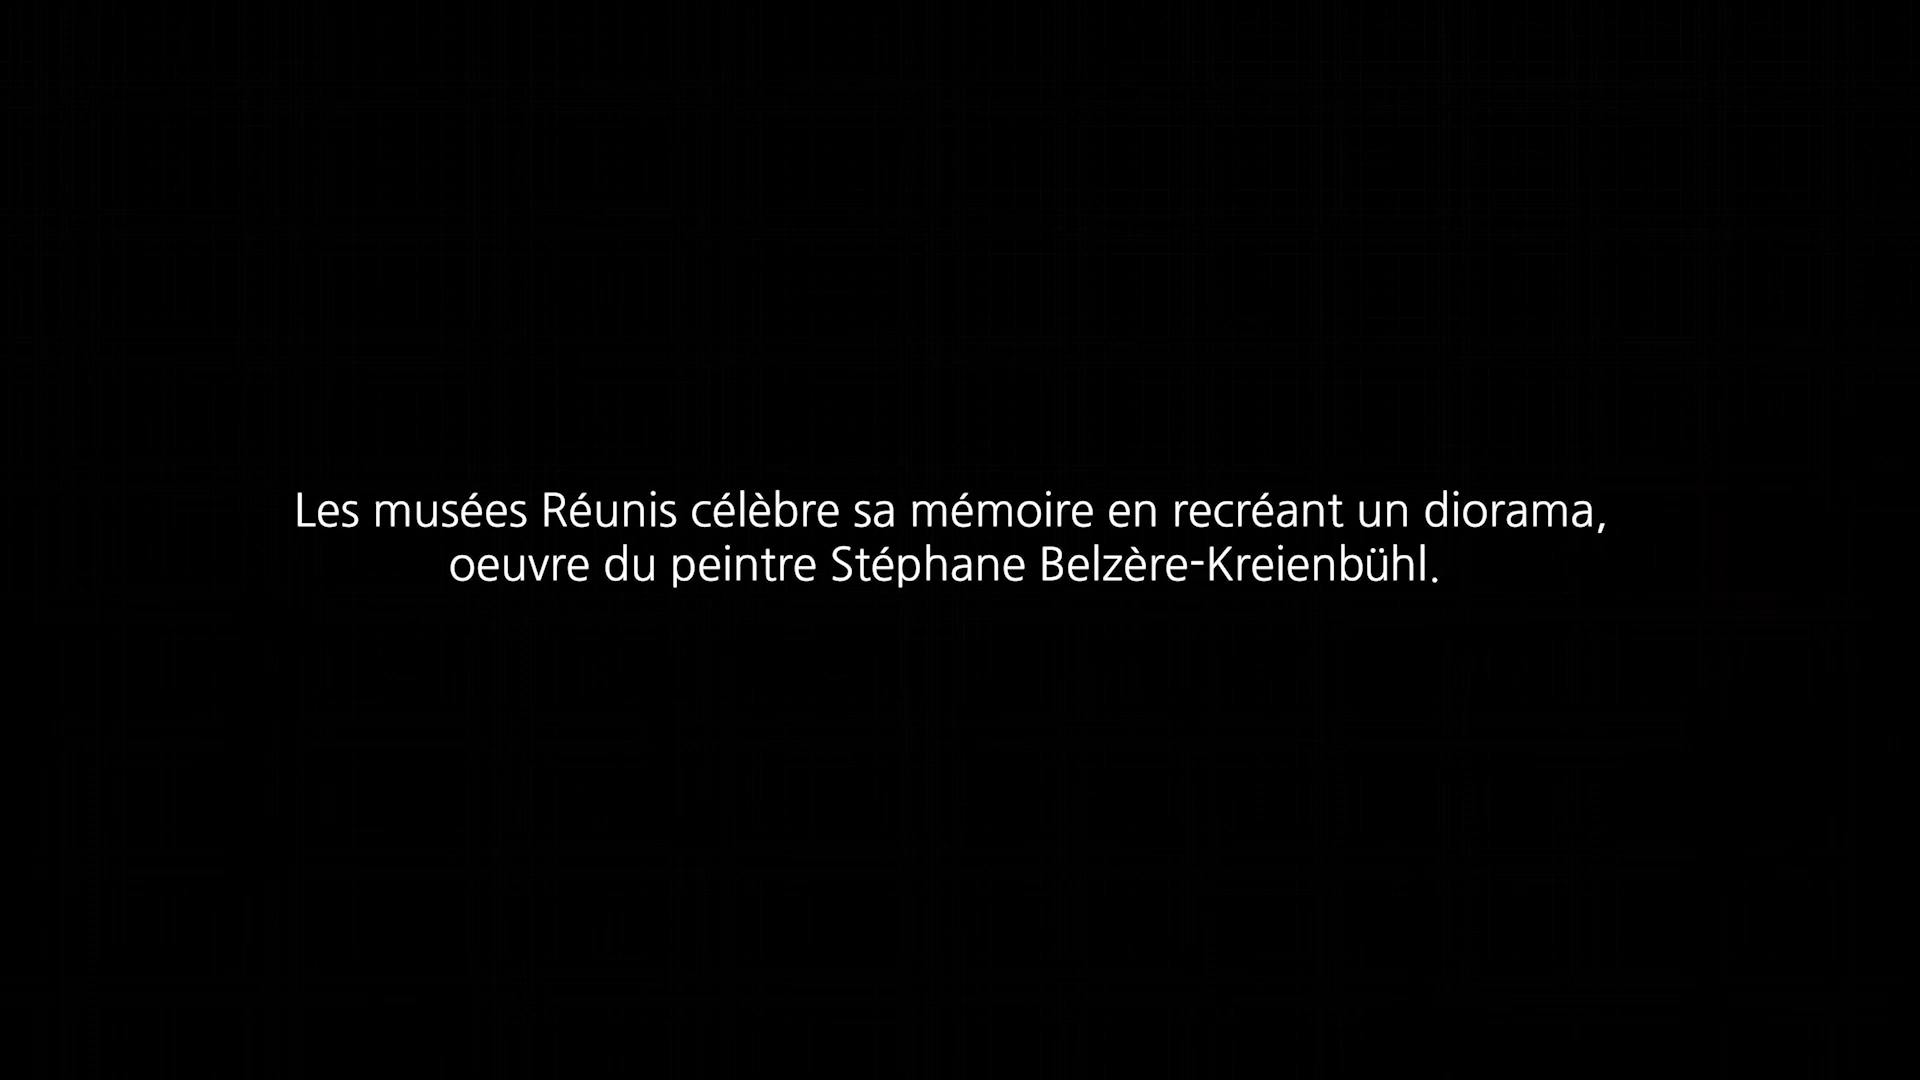 Les musées Réunis célèbre sa mémoire en recréant un diorama,
oeuvre du peintre Stéphane Belzère-Kreienbühl.